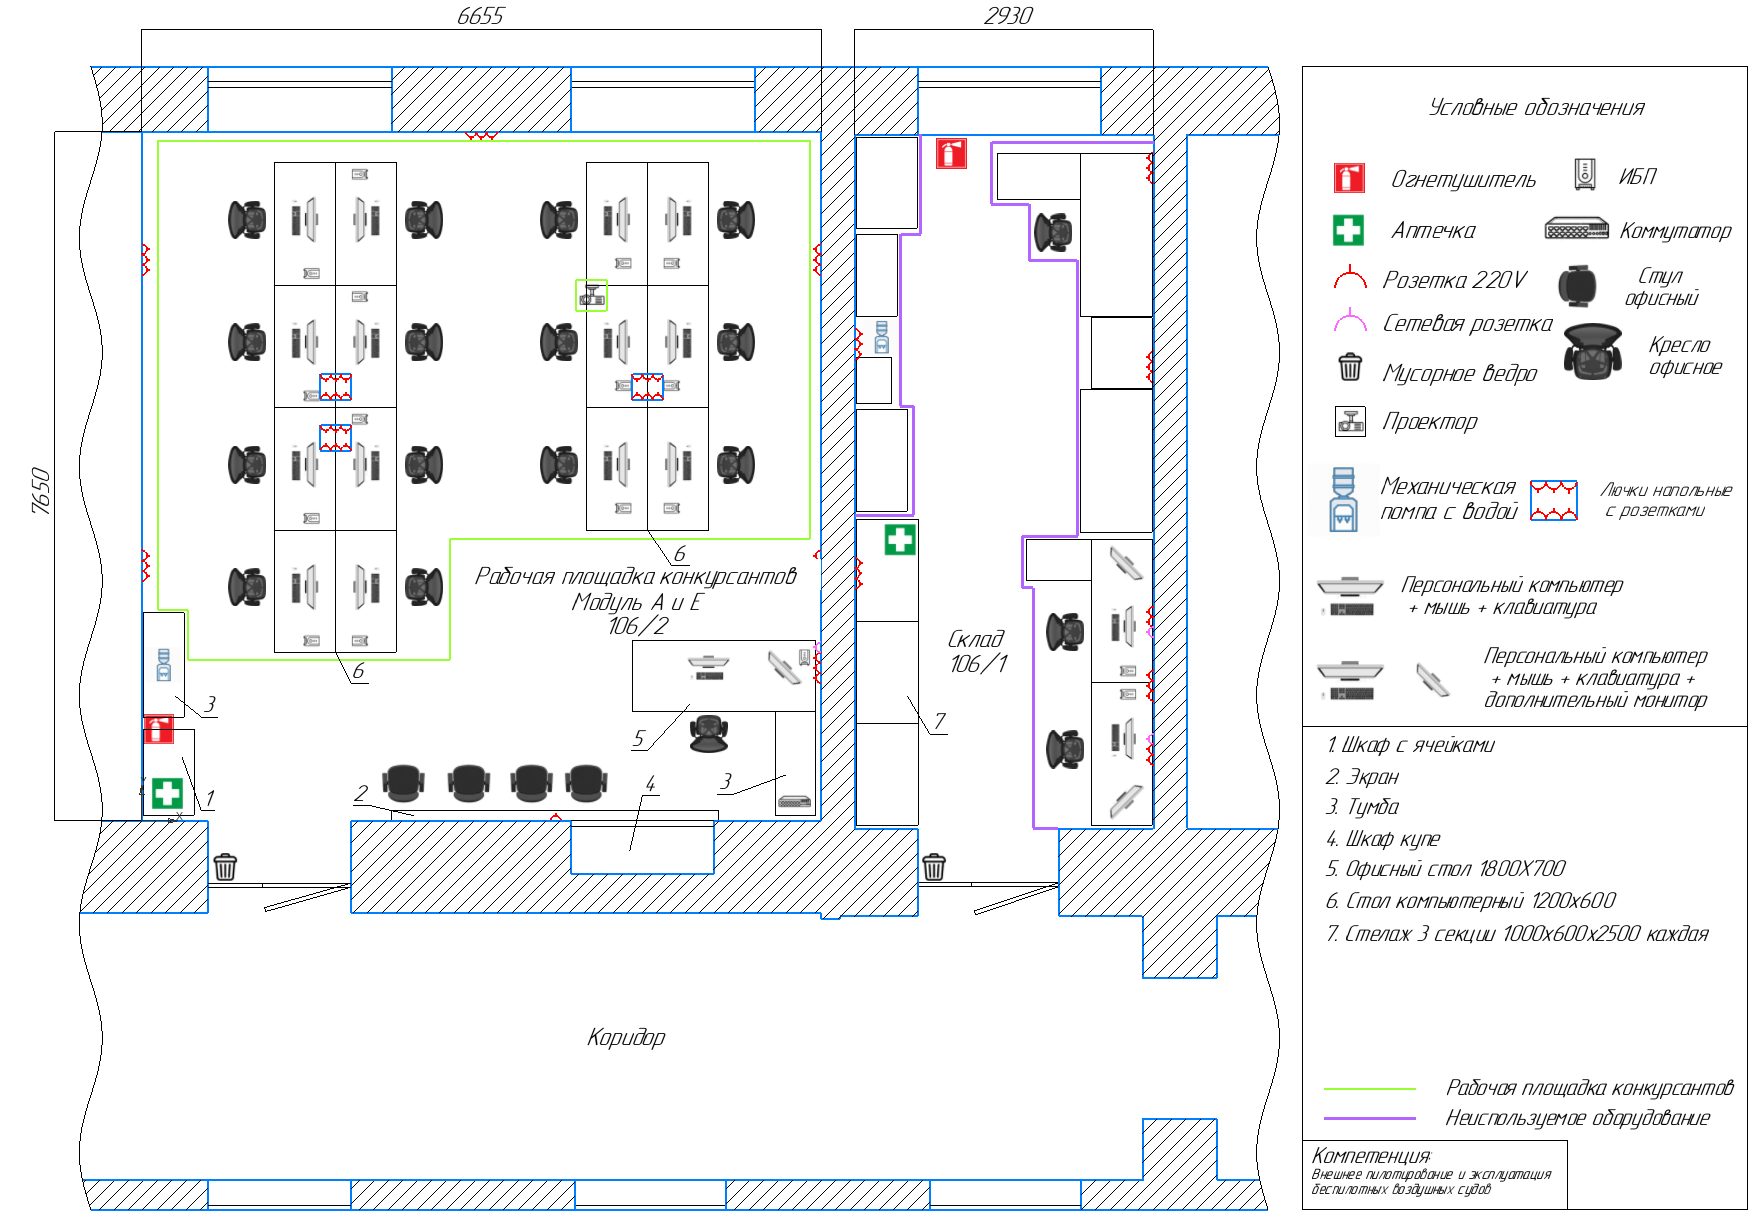 6655
2930
7650
Рабочая площадка конкурсантов
Модуль А и Е
106/2
6
6
3
1
2
5
4
3
7
Склад
106/1
Коридор
Y
X
Условные обозначения
Огнетушитель
ИБП
Аптечка
Коммутатор
Розетка 220V
Стул
офисный
Сетевая розетка
Кресло
офисное
Мусорное ведро
Проектор
Механическая
помпа с водой
Лючки напольные
с розетками
Персональный компьютер
+ мышь + клавиатура
Персональный компьютер
+ мышь + клавиатура +
дополнительный монитор
1. Шкаф с ячейками
2. Экран
3. Тумба
4. Шкаф купе
5. Офисный стол 1800Х700
6. Стол компьютерный 1200х600
7. Стелаж 3 секции 1000х600х2500 каждая
Рабочая площадка конкурсантов
Неиспользуемое оборудование
Компетенция:
Внешнее пилотирование и эксплуатация
беспилотных воздушных судов